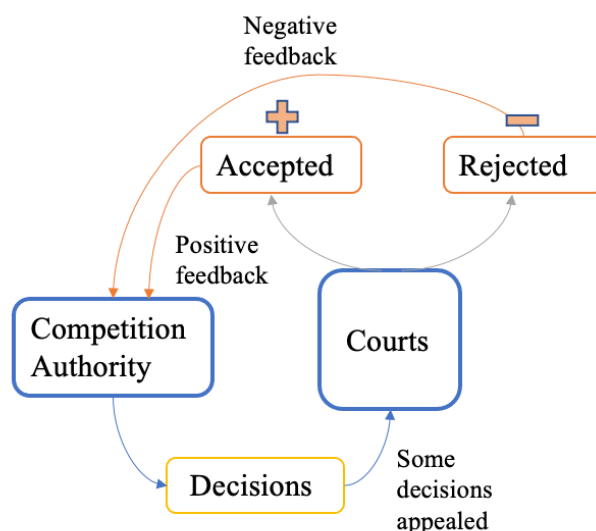 Negative
feedback
Accepted
Rejected
Positive
feedback
Competition
Authority
Courts
Decisions
Some
decisions
appealed